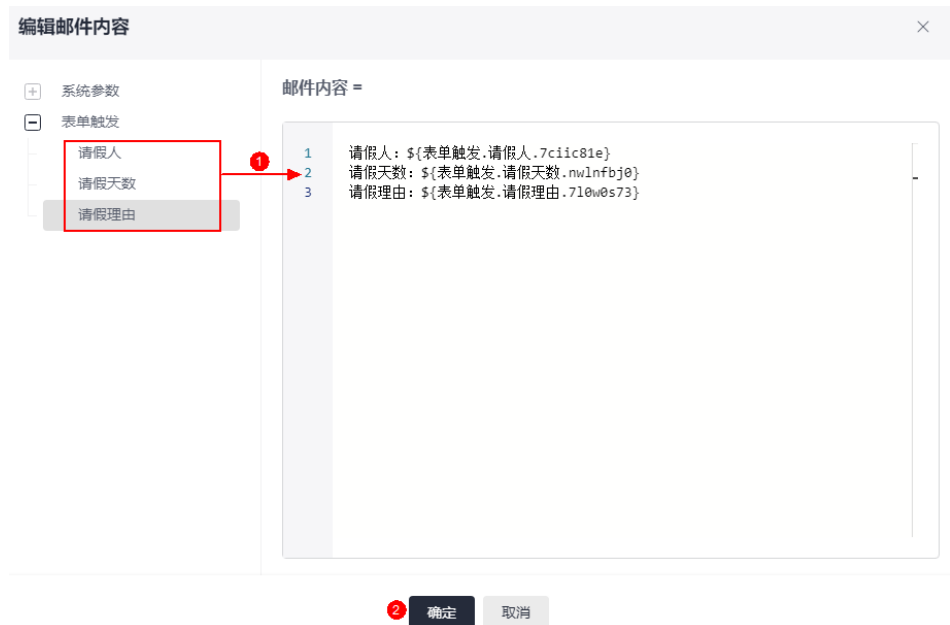 编辑邮件内容
系统参数
表单触发
请假人
请假天数
请假理由
1
邮件内容 =
1 请假人：${表单触发.请假人.7ciic81e}
2 请假天数：${表单触发.请假天数.nwlnfbj0}
3 请假理由：${表单触发.请假理由.7l0w0s73}
2 确定 取消